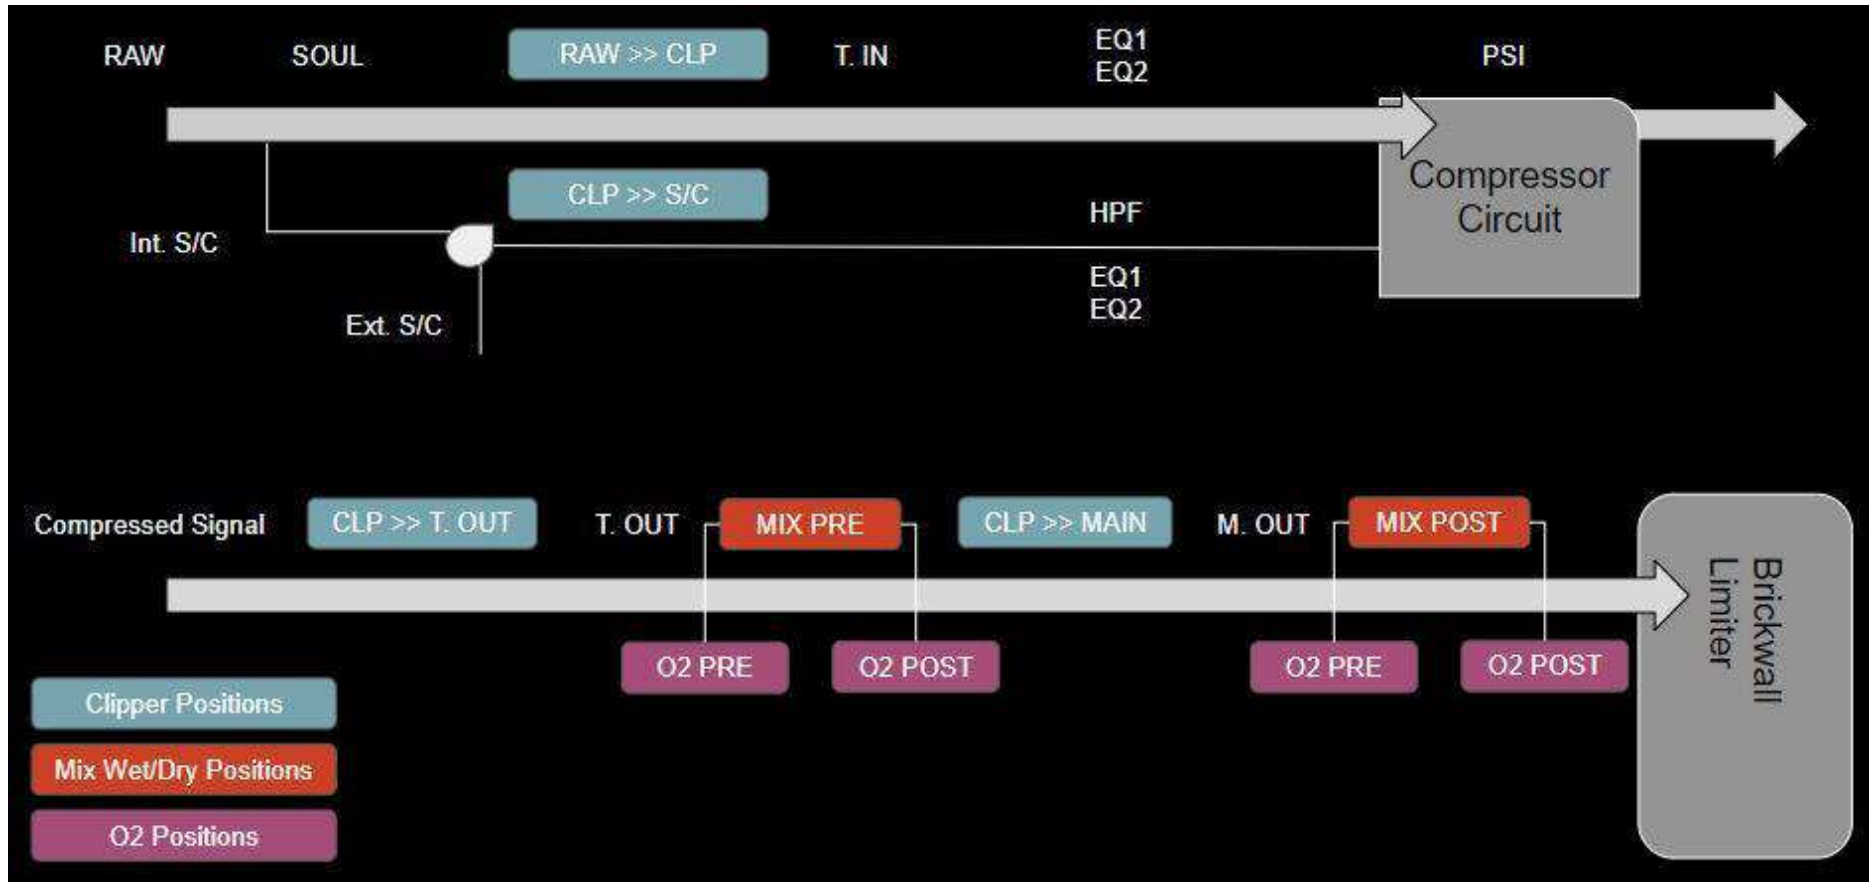 RAW
SOUL
RAW >> CLP
T. IN
EQ1
EQ2
PSI
CLP >> S/C
Compressor
Circuit
Int. S/C
HPF
EQ1
EQ2
Ext. S/C
Compressed Signal
CLP >> T. OUT
T. OUT
MIX PRE
CLP >> MAIN
M. OUT
MIX POST
O2 PRE
O2 POST
O2 PRE
O2 POST
Brickwall
Limiter
Clipper Positions
Mix Wet/Dry Positions
O2 Positions